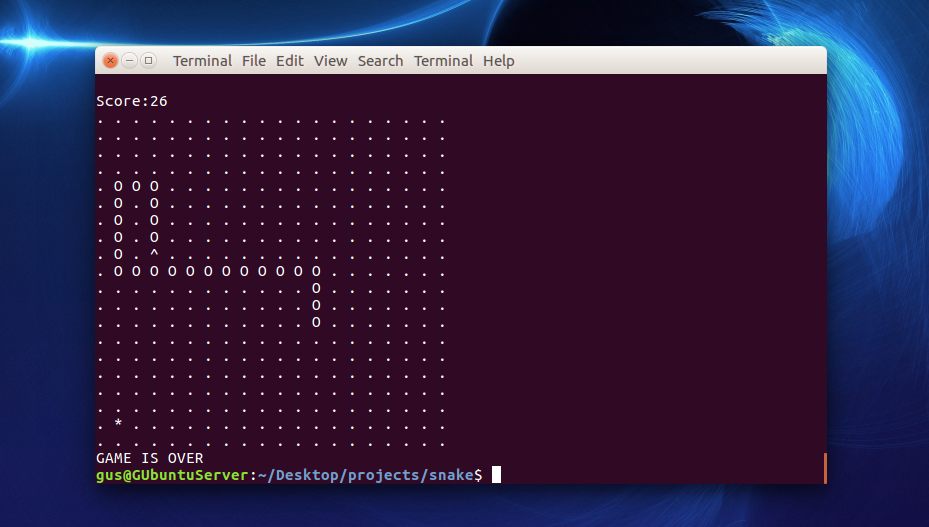 Terminal File Edit View Search Terminal Help
Score:26
. . . . . . . . . . . . . . . . . . . .
. . . . . . . . . . . . . . . . . . . .
. . . . . . . . . . . . . . . . . . . .
. . . . . . . . . . . . . . . . . . . .
. O O O . . . . . . . . . . . . . . . .
. O . O . . . . . . . . . . . . . . . .
. O . O . . . . . . . . . . . . . . . .
. O . O . . . . . . . . . . . . . . . .
. O . ^ . . . . . . . . . . . . . . . .
. O O O O O O O O O O O O . . . . . . .
. . . . . . . . . . . . O . . . . . . .
. . . . . . . . . . . . O . . . . . . .
. . . . . . . . . . . . O . . . . . . .
. . . . . . . . . . . . . . . . . . . .
. . . . . . . . . . . . . . . . . . . .
. . . . . . . . . . . . . . . . . . . .
. . . . . . . . . . . . . . . . . . . .
. . . . . . . . . . . . . . . . . . . .
. * . . . . . . . . . . . . . . . . . .
. . . . . . . . . . . . . . . . . . . .
GAME IS OVER
gus@GUbuntuServer:~/Desktop/projects/snake$